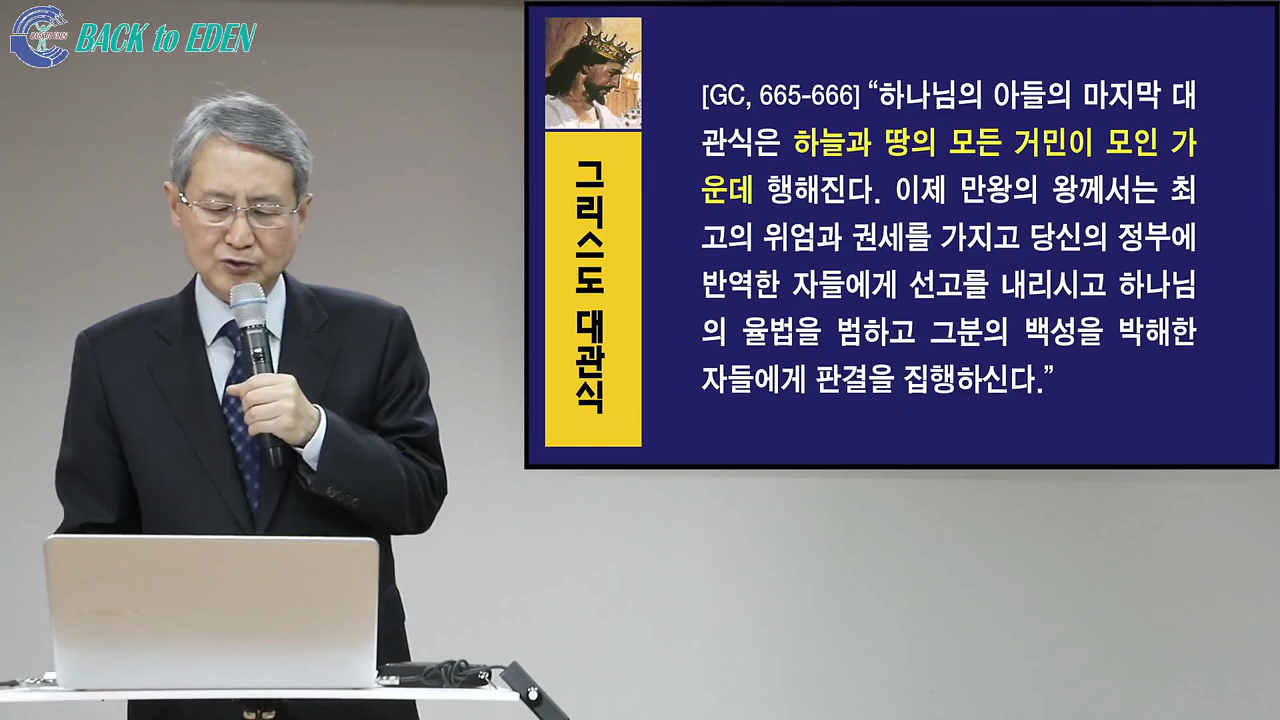 BACK to EDEN
BACK TO EDEN
그리스도 대관식
[GC, 665-666] “하나님의 아들의 마지막 대
관식은 하늘과 땅의 모든 거민이 모인 가
운데 행해진다. 이제 만왕의 왕께서는 최
고의 위엄과 권세를 가지고 당신의 정부에
반역한 자들에게 선고를 내리시고 하나님
의 율법을 범하고 그분의 백성을 박해한
자들에게 판결을 집행하신다.”